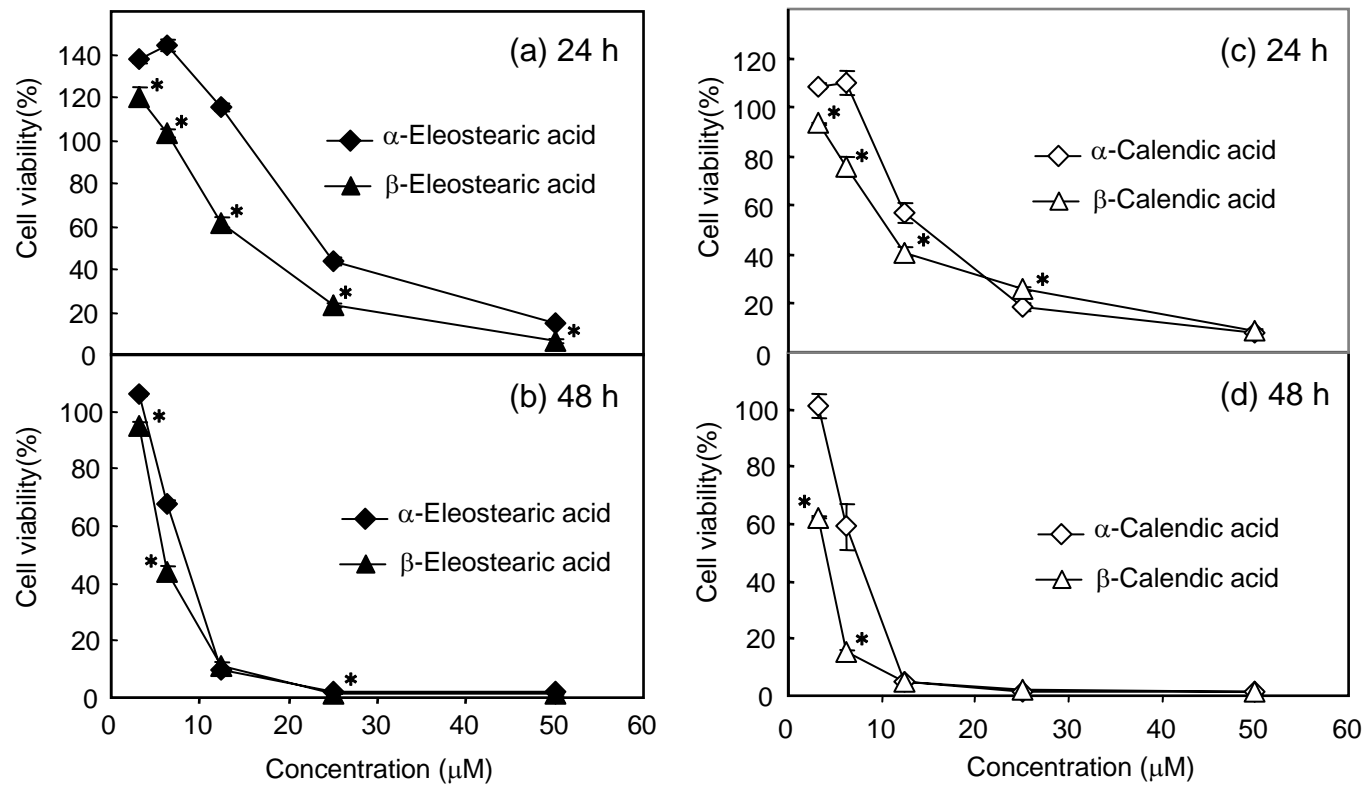 (a) 24 h
Cell viability(%)
140
120
100
80
60
40
20
0
*
*
*
*
*
α-Eleostearic acid
β-Eleostearic acid
(b) 48 h
Cell viability(%)
100
80
60
40
20
0
*
*
*
α-Eleostearic acid
β-Eleostearic acid
0 10 20 30 40 50 60
Concentration (μM)
(c) 24 h
Cell viability(%)
120
100
80
60
40
20
0
*
*
*
*
α-Calendic acid
β-Calendic acid
(d) 48 h
Cell viability(%)
100
80
60
40
20
0
*
*
α-Calendic acid
β-Calendic acid
0 10 20 30 40 50 60
Concentration (μM)